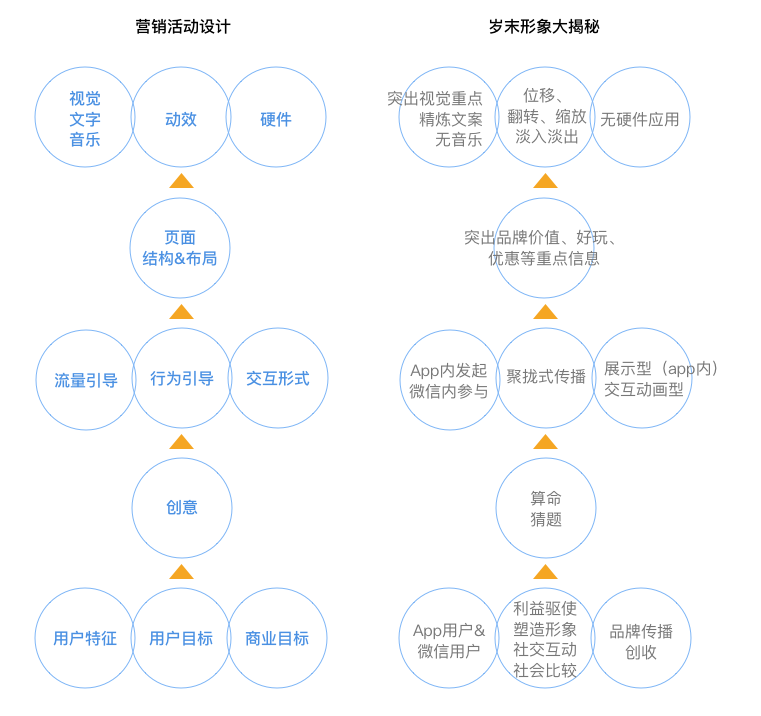 营销活动设计
视觉
文字
音乐
动效
硬件
页面
结构&布局
流量引导
行为引导
交互形式
创意
用户特征
用户目标
商业目标
岁末形象大揭秘
突出视觉重点
精炼文案
无音乐
位移、
翻转、缩放
淡入淡出
无硬件应用
突出品牌价值、好玩、
优惠等重点信息
App内发起
微信内参与
聚拢式传播
展示型（app内）
交互动画型
算命
猜题
App用户&
微信用户
利益驱使
塑造形象
社交互动
社会比较
品牌传播
创收